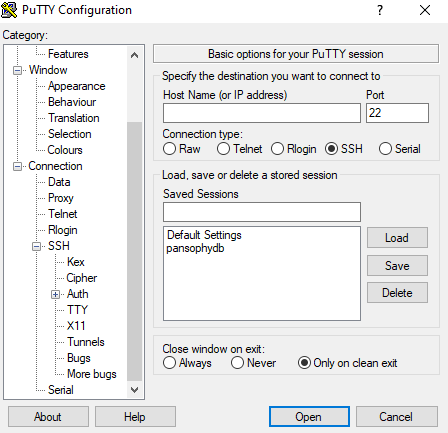 PuTTY Configuration
Category:
Features
Window
Appearance
Behaviour
Translation
Selection
Colours
Connection
Data
Proxy
Telnet
Rlogin
SSH
Kex
Cipher
Auth
TTY
X11
Tunnels
Bugs
More bugs
Serial
Basic options for your PuTTY session
Specify the destination you want to connect to
Host Name (or IP address) Port
22
Connection type:
Raw Telnet Rlogin SSH Serial
Load, save or delete a stored session
Saved Sessions
Default Settings
pansophydb
Load
Save
Delete
Close window on exit:
Always Never Only on clean exit
About Help Open Cancel